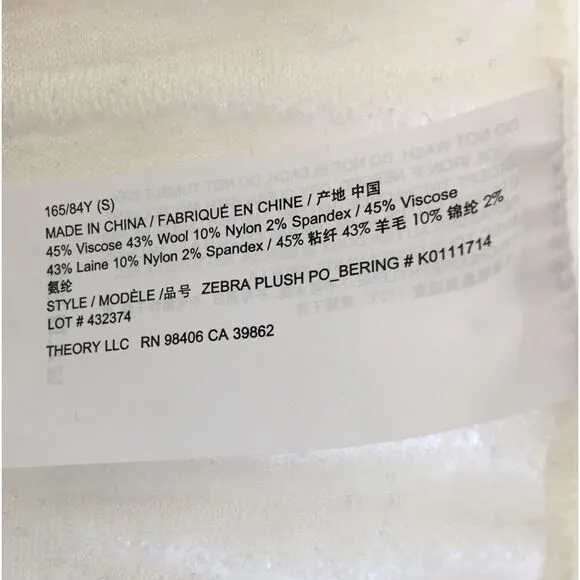 165/84Y (S)
MADE IN CHINA / FABRIQUÉ EN CHINE / 产地 中国
45% Viscose 43% Wool 10% Nylon 2% Spandex / 45% Viscose
43% Laine 10% Nylon 2% Spandex / 45% 粘纤 43% 羊毛 10% 锦纶 2%
氨纶
STYLE / MODÈLE /品号 ZEBRA PLUSH PO_BERING # K0111714
LOT # 432374
THEORY LLC RN 98406 CA 39862